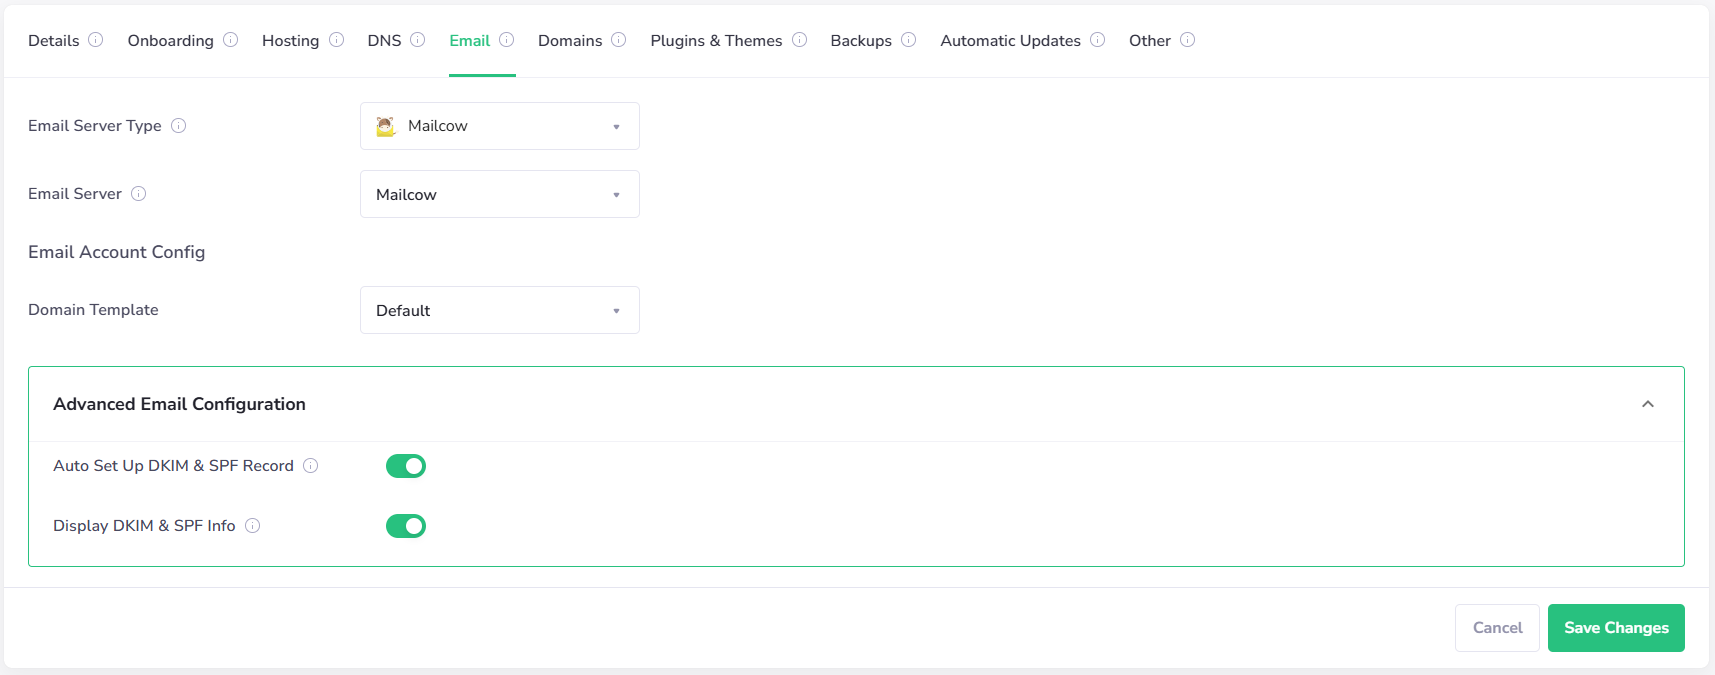 Details Onboarding Hosting DNS Email Domains Plugins & Themes Backups Automatic Updates Other
Email Server Type Mailcow
Email Server Mailcow
Email Account Config
Domain Template Default
Advanced Email Configuration
Auto Set Up DKIM & SPF Record
Display DKIM & SPF Info
Cancel Save Changes